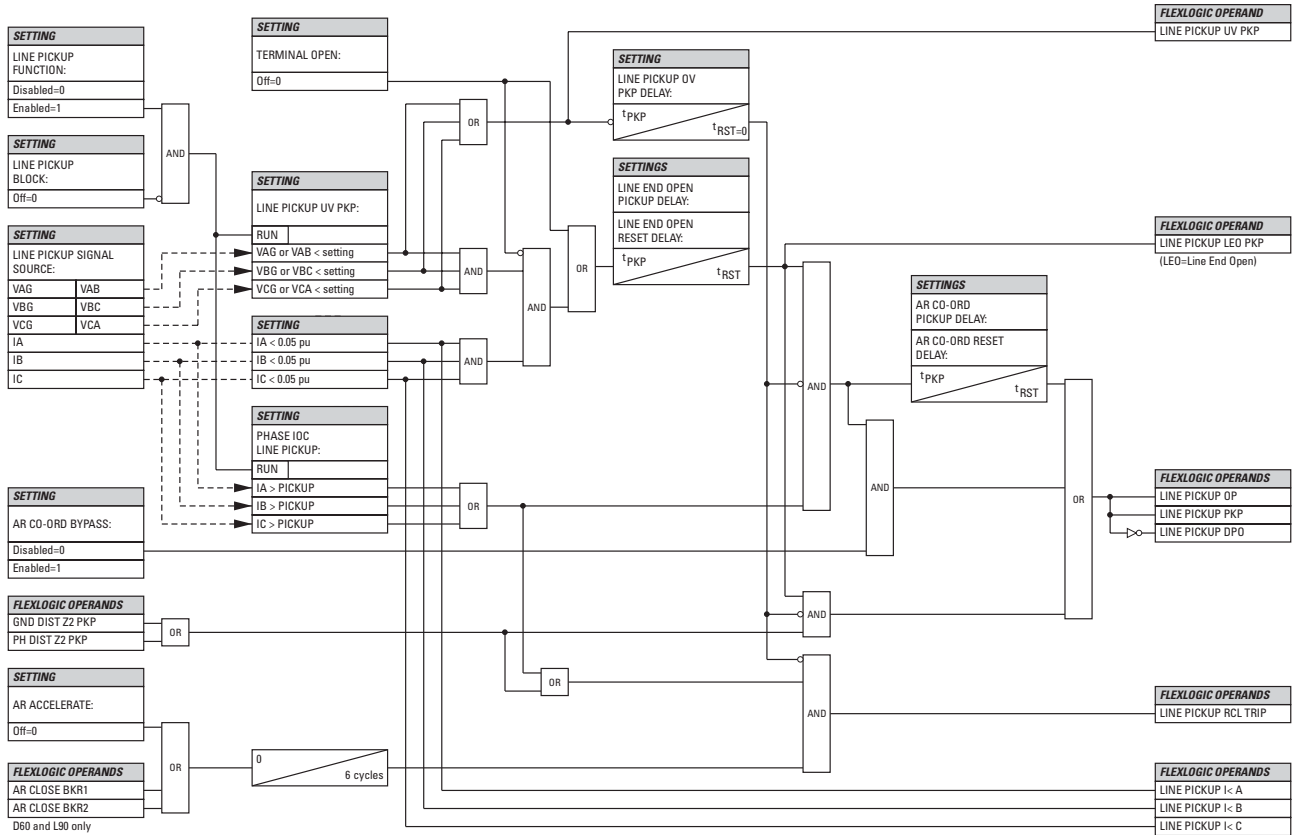 SETTING
LINE PICKUP
FUNCTION:
Disabled=0
Enabled=1
SETTING
LINE PICKUP
BLOCK:
Off=0
SETTING
LINE PICKUP SIGNAL
SOURCE:
VAG VAB
VBG VBC
VCG VCA
IA
IB
IC
SETTING
AR CO-ORD BYPASS:
Disabled=0
Enabled=1
FLEXLOGIC OPERANDS
GND DIST Z2 PKP
PH DIST Z2 PKP
SETTING
AR ACCELERATE:
Off=0
FLEXLOGIC OPERANDS
AR CLOSE BKR1
AR CLOSE BKR2
D60 and L90 only
AND
OR
OR
SETTING
TERMINAL OPEN:
Off=0
SETTING
LINE PICKUP UV PKP:
RUN
VAG or VAB < setting
VBG or VBC < setting
VCG or VCA < setting
SETTING
IA < 0.05 pu
IB < 0.05 pu
IC < 0.05 pu
SETTING
PHASE IOC
LINE PICKUP:
RUN
IA > PICKUP
IB > PICKUP
IC > PICKUP
0
6 cycles
OR
AND
AND
OR
AND
OR
OR
SETTING
LINE PICKUP OV
PKP DELAY:
tPKP
tRST=0
SETTINGS
LINE END OPEN
PICKUP DELAY:
LINE END OPEN
RESET DELAY:
tPKP
tRST
AND
AND
AND
AND
SETTINGS
AR CO-ORD
PICKUP DELAY:
AR CO-ORD RESET
DELAY:
tPKP
tRST
OR
FLEXLOGIC OPERAND
LINE PICKUP UV PKP
FLEXLOGIC OPERAND
LINE PICKUP LEO PKP
(LEO=Line End Open)
FLEXLOGIC OPERANDS
LINE PICKUP OP
LINE PICKUP PKP
LINE PICKUP DPO
FLEXLOGIC OPERANDS
LINE PICKUP RCL TRIP
FLEXLOGIC OPERANDS
LINE PICKUP I< A
LINE PICKUP I< B
LINE PICKUP I< C